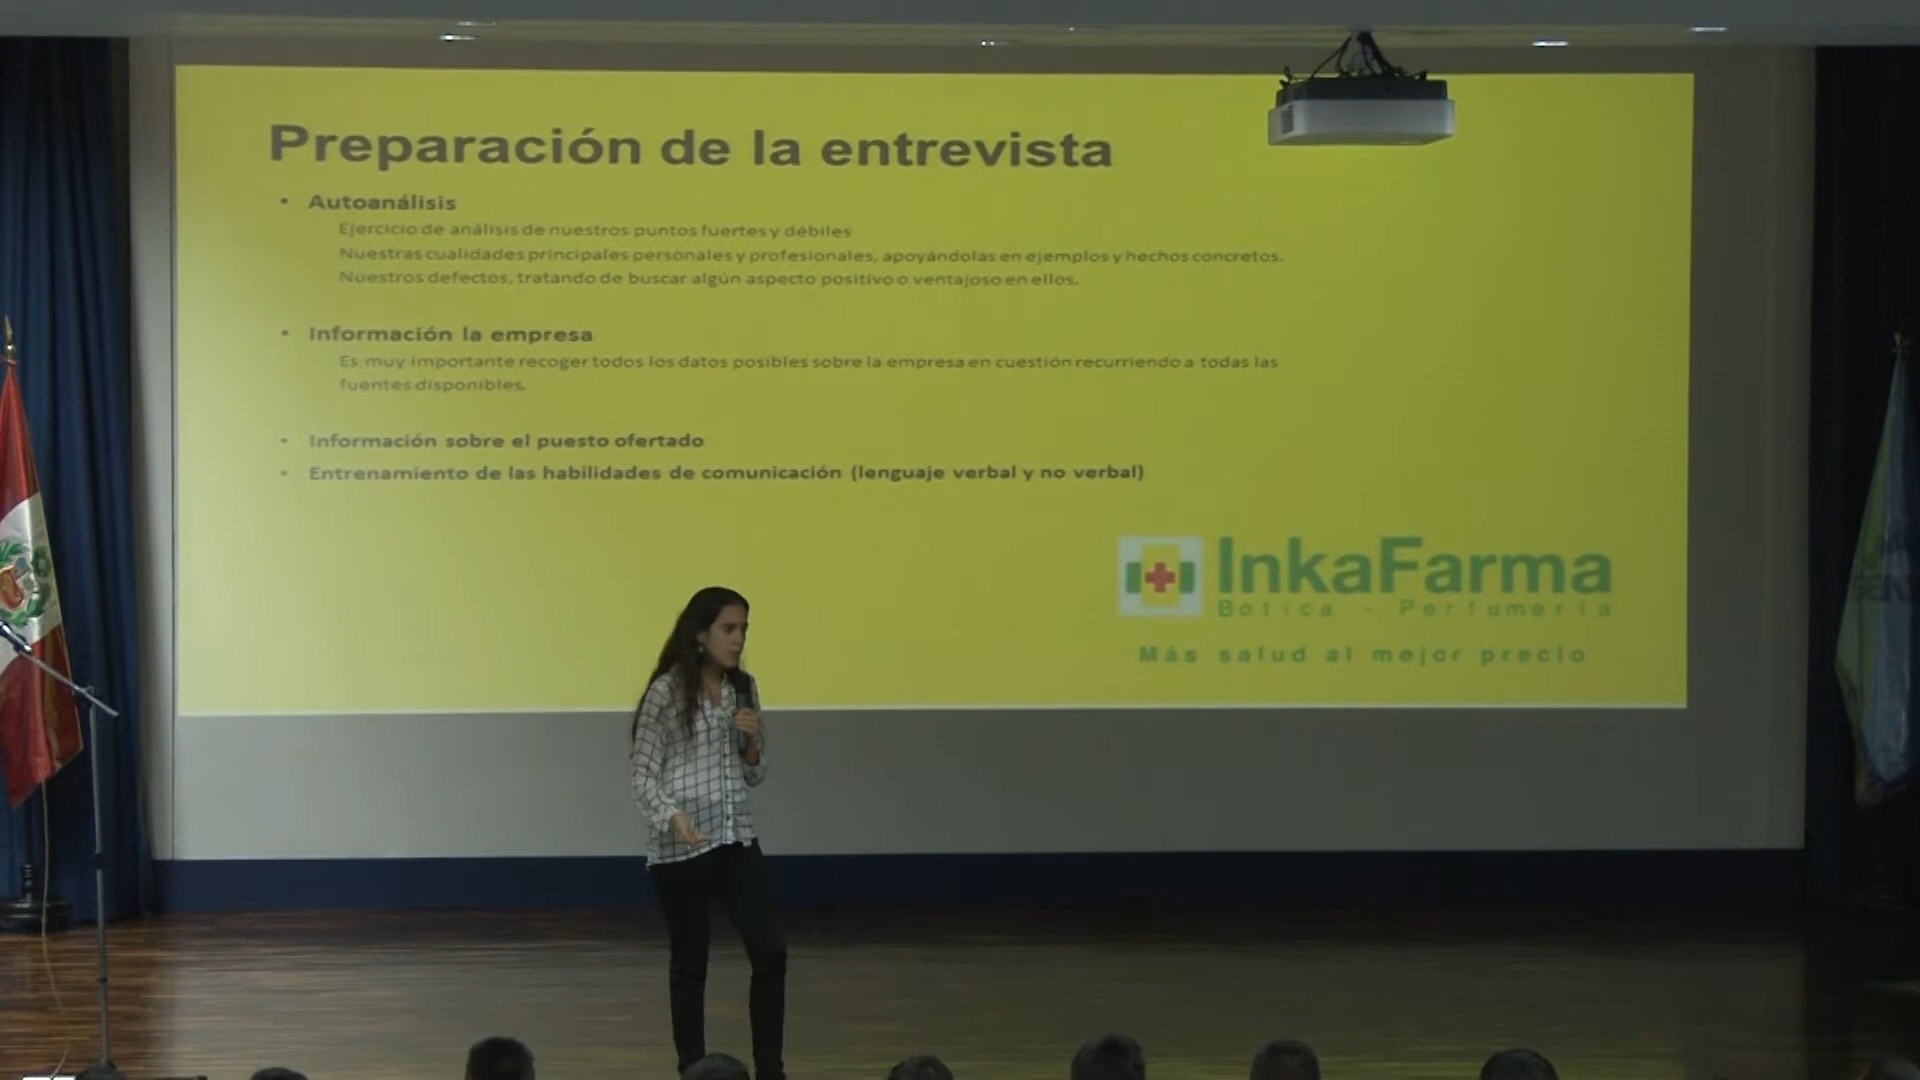 Preparación de la entrevista
• Autoanálisis
Ejercicio de análisis de nuestros puntos fuertes y débiles
Nuestras cualidades principales personales y profesionales, apoyándolas en ejemplos y hechos concretos.
Nuestros defectos, tratando de buscar algún aspecto positivo o ventajoso en ellos.
• Información la empresa
Es muy importante recoger todos los datos posibles sobre la empresa en cuestión recurriendo a todas las
fuentes disponibles.
• Información sobre el puesto ofertado
• Entrenamiento de las habilidades de comunicación (lenguaje verbal y no verbal)
InkaFarma
Botica - Perfumería
Más salud al mejor precio